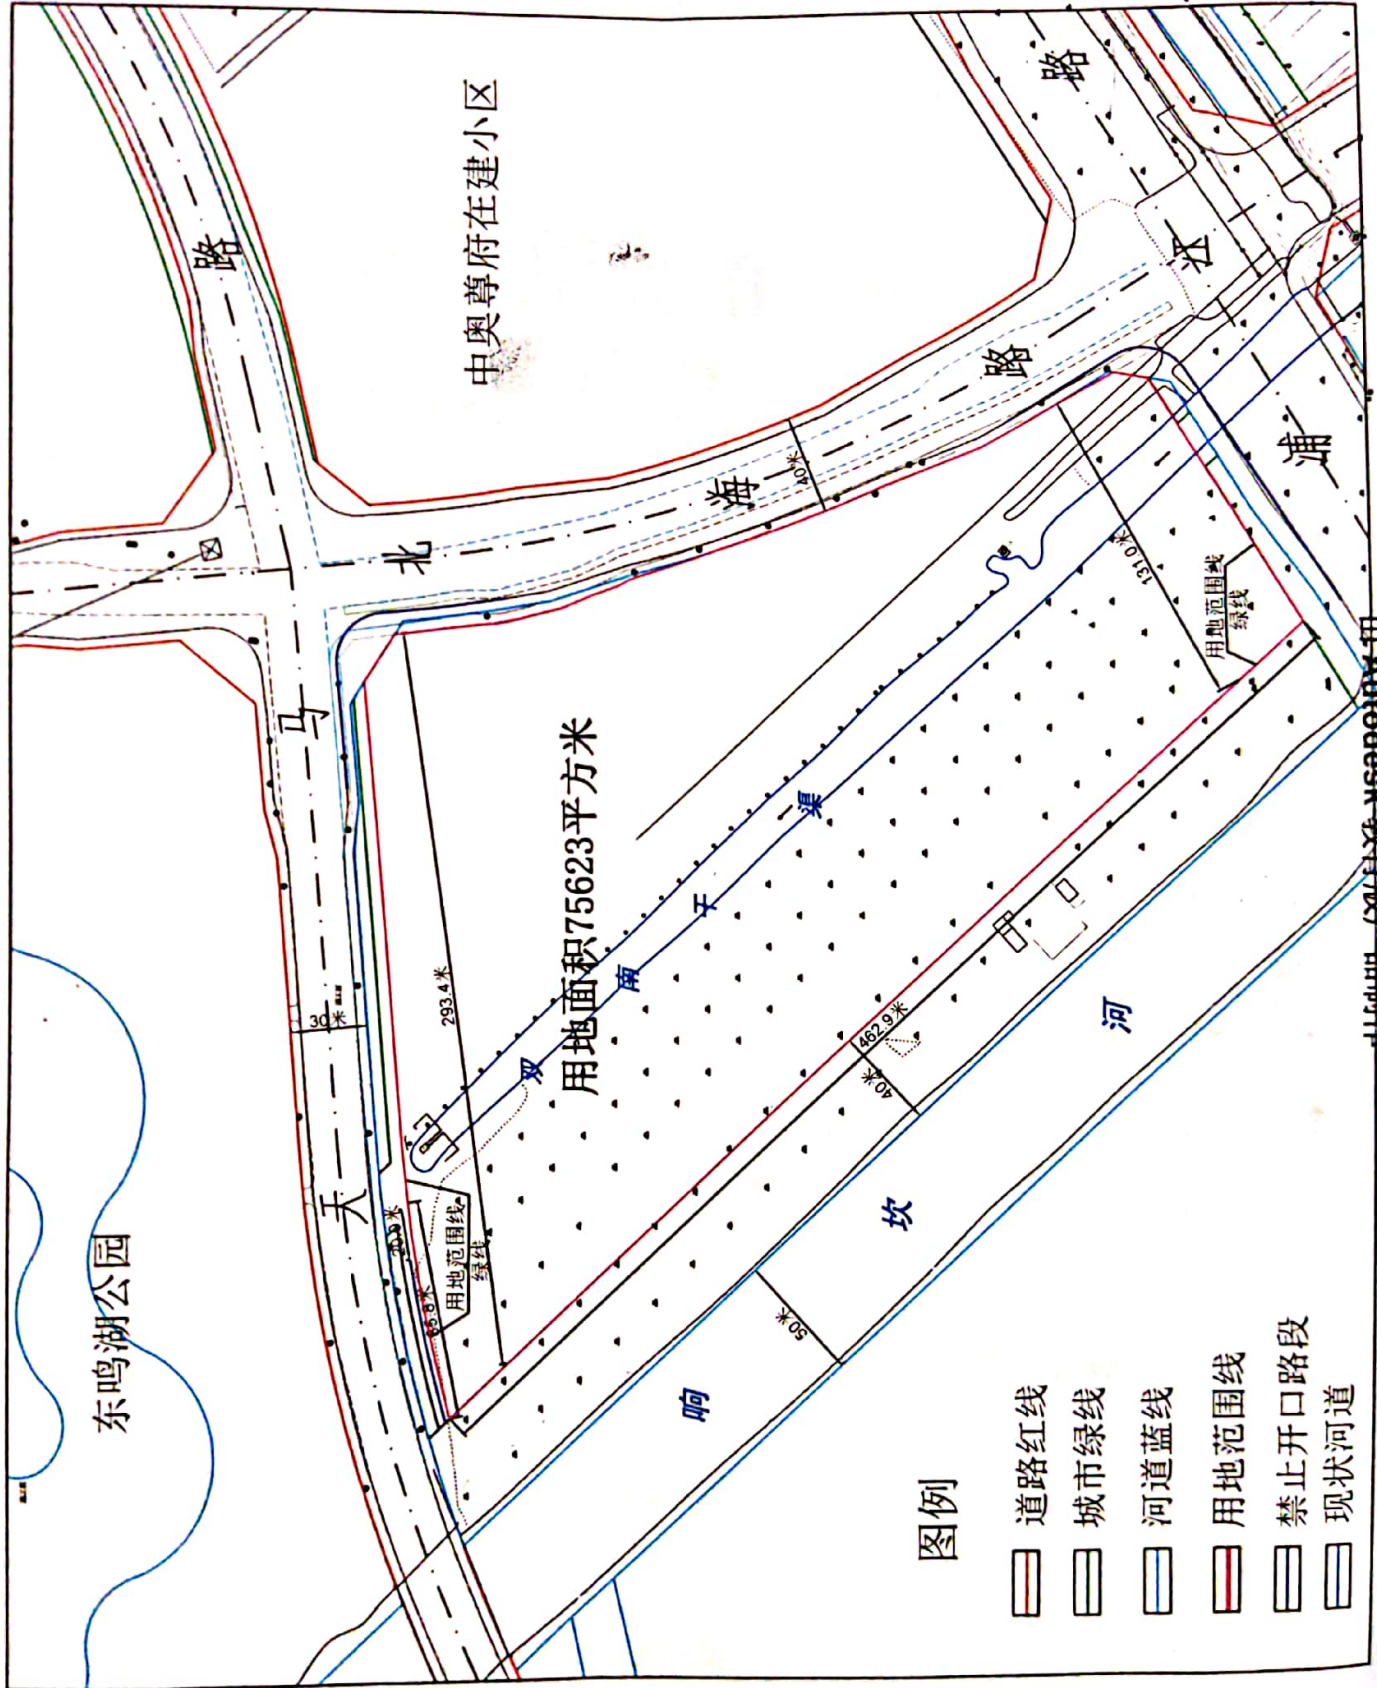 东鸣湖公园
中奥尊府在建小区
天马路
北海路
浦江路
用地面积75623平方米
双南干渠
响坎河
30米
40米
293.4米
131.0米
462.9米
40米
50米
用地范围线
绿线
用地范围线
绿线
图例
道路红线
城市绿线
河道蓝线
用地范围线
禁止开口路段
现状河道